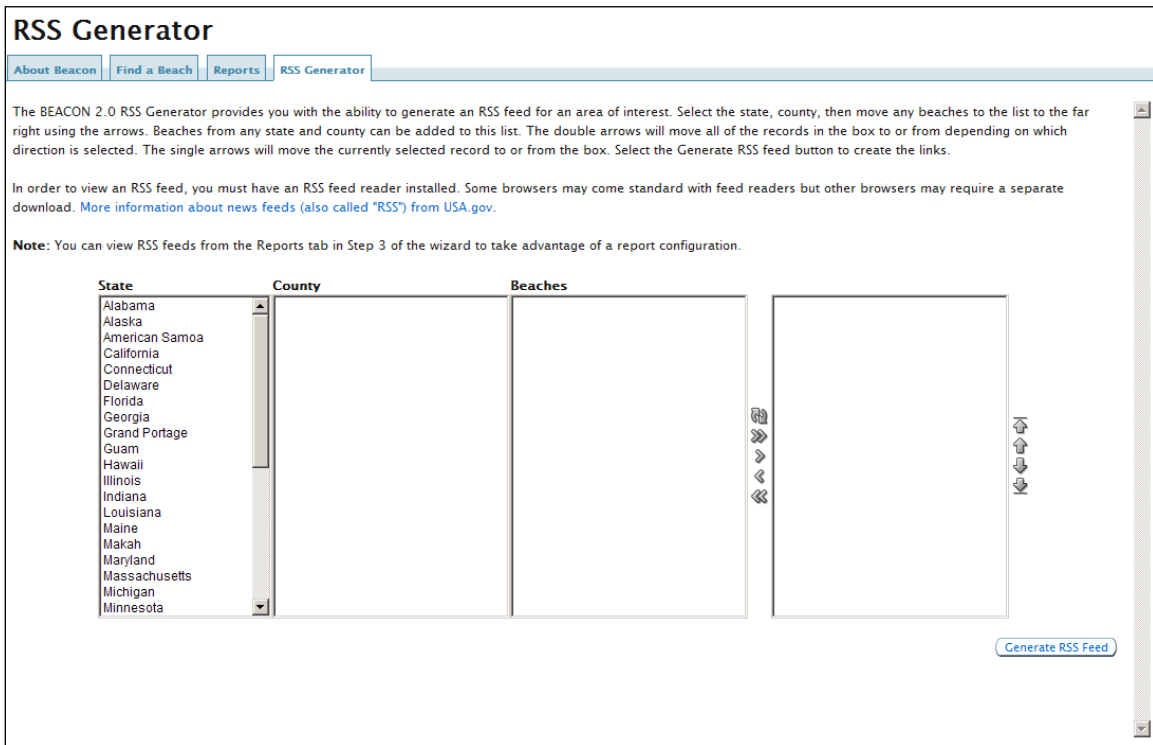 RSS Generator
About Beacon Find a Beach Reports RSS Generator
The BEACON 2.0 RSS Generator provides you with the ability to generate an RSS feed for an area of interest. Select the state, county, then move any beaches to the list to the far
right using the arrows. Beaches from any state and county can be added to this list. The double arrows will move all of the records in the box to or from depending on which
direction is selected. The single arrows will move the currently selected record to or from the box. Select the Generate RSS feed button to create the links.
In order to view an RSS feed, you must have an RSS feed reader installed. Some browsers may come standard with feed readers but other browsers may require a separate
download. More information about news feeds (also called "RSS") from USA.gov.
Note: You can view RSS feeds from the Reports tab in Step 3 of the wizard to take advantage of a report configuration.
State County Beaches
Alabama
Alaska
American Samoa
California
Connecticut
Delaware
Florida
Georgia
Grand Portage
Guam
Hawaii
Illinois
Indiana
Louisiana
Maine
Makah
Maryland
Massachusetts
Michigan
Minnesota
Generate RSS Feed